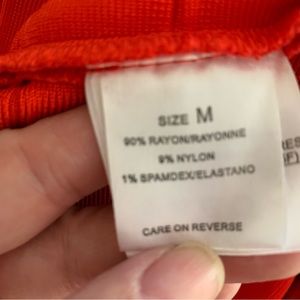 SIZE M
90% RAYON/RAYONNE
9% NYLON
1% SPAMDEX/ELASTANO
CARE ON REVERSE